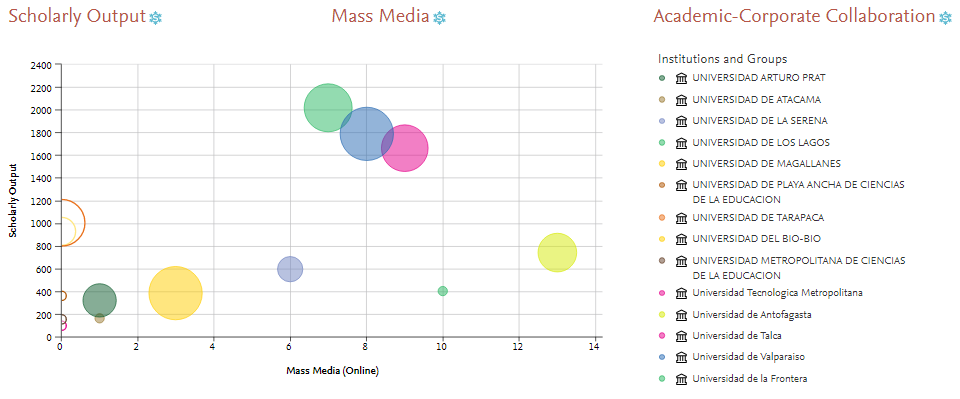 Scholarly Output
Mass Media
Academic-Corporate Collaboration
Institutions and Groups
UNIVERSIDAD ARTURO PRAT
UNIVERSIDAD DE ATACAMA
UNIVERSIDAD DE LA SERENA
UNIVERSIDAD DE LOS LAGOS
UNIVERSIDAD DE MAGALLANES
UNIVERSIDAD DE PLAYA ANCHA DE CIENCIAS
DE LA EDUCACION
UNIVERSIDAD DE TARAPACA
UNIVERSIDAD DEL BIO-BIO
UNIVERSIDAD METROPOLITANA DE CIENCIAS
DE LA EDUCACION
Universidad Tecnologica Metropolitana
Universidad de Antofagasta
Universidad de Talca
Universidad de Valparaiso
Universidad de la Frontera
Scholarly Output
2400
2200
2000
1800
1600
1400
1200
1000
800
600
400
200
0
0 2 4 6 8 10 12 14
Mass Media (Online)